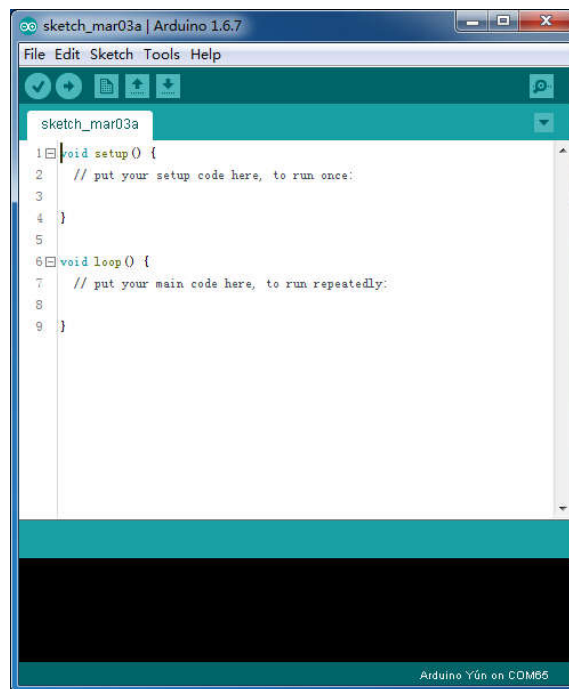 sketch_mar03a | Arduino 1.6.7
File Edit Sketch Tools Help
sketch_mar03a
1 void setup() {
2 // put your setup code here, to run once:
3
4 }
5
6 void loop() {
7 // put your main code here, to run repeatedly:
8
9 }
Arduino Yún on COM65